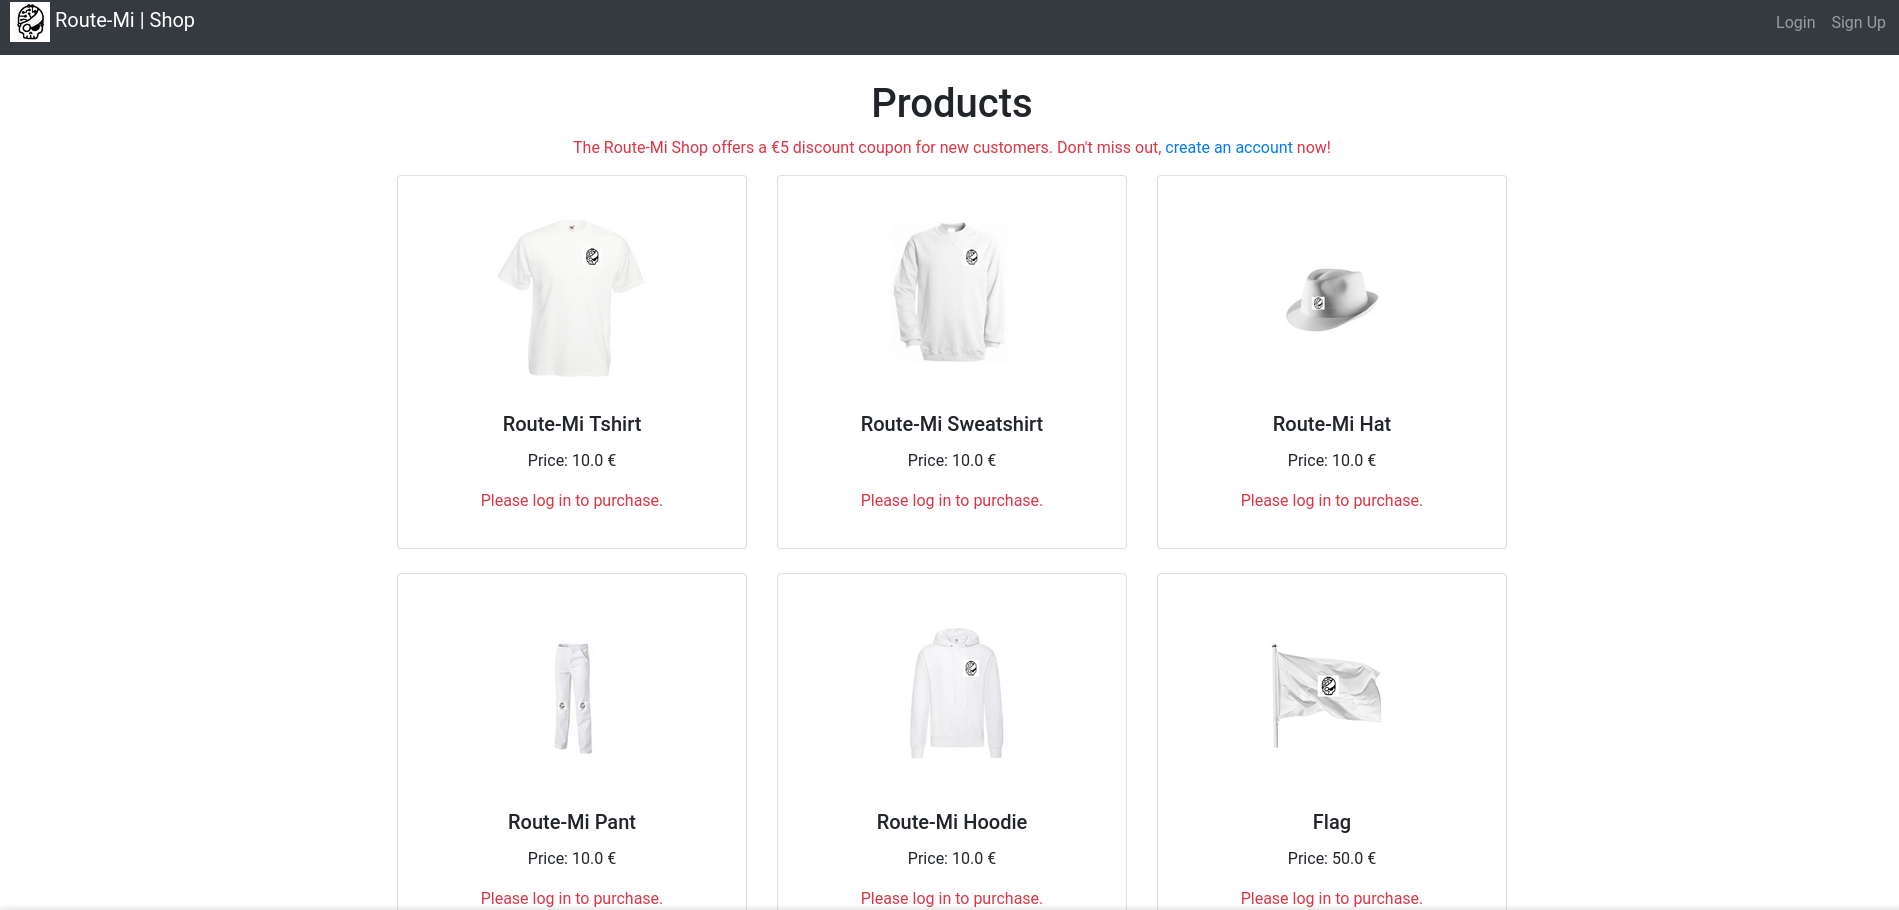 Route-Mi | Shop
Login Sign Up
Products
The Route-Mi Shop offers a €5 discount coupon for new customers. Don't miss out, create an account now!
Route-Mi Tshirt
Price: 10.0 €
Please log in to purchase.
Route-Mi Sweatshirt
Price: 10.0 €
Please log in to purchase.
Route-Mi Hat
Price: 10.0 €
Please log in to purchase.
Route-Mi Pant
Price: 10.0 €
Please log in to purchase.
Route-Mi Hoodie
Price: 10.0 €
Please log in to purchase.
Flag
Price: 50.0 €
Please log in to purchase.